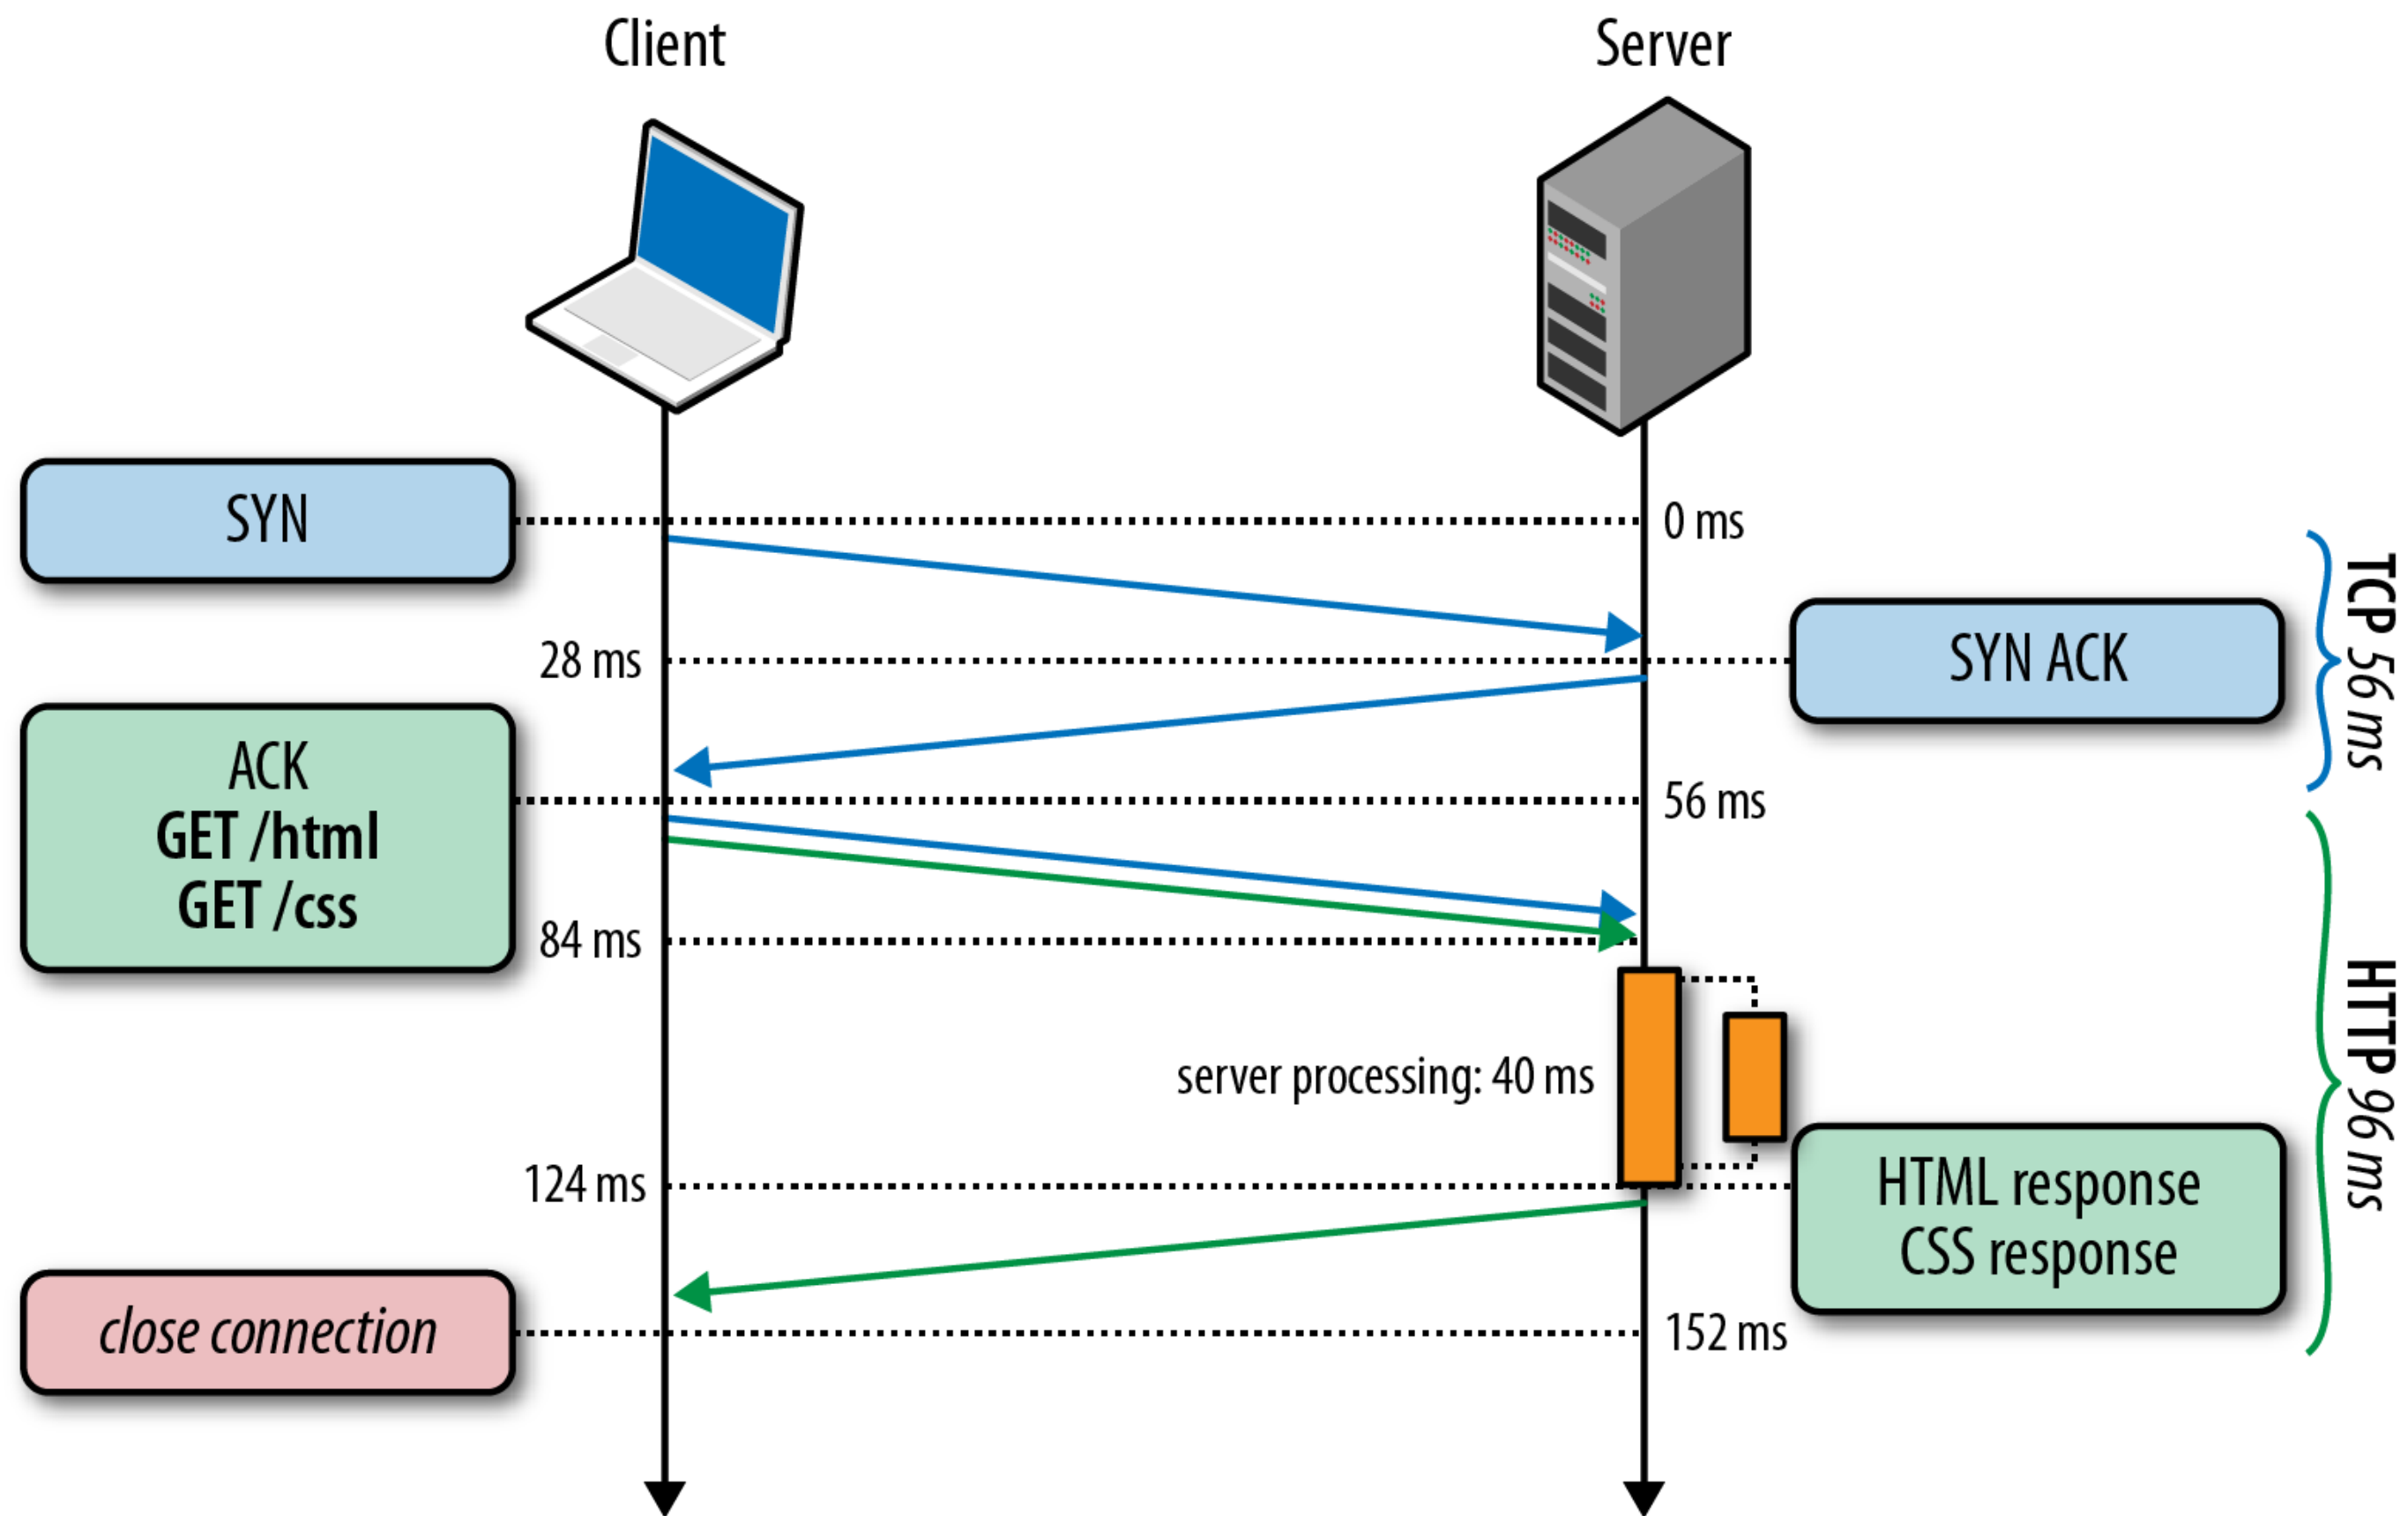 Client
Server
SYN
0 ms
28 ms
SYN ACK
TCP 56 ms
ACK
GET /html
GET /css
56 ms
84 ms
server processing: 40 ms
HTTP 96 ms
124 ms
HTML response
CSS response
close connection
152 ms